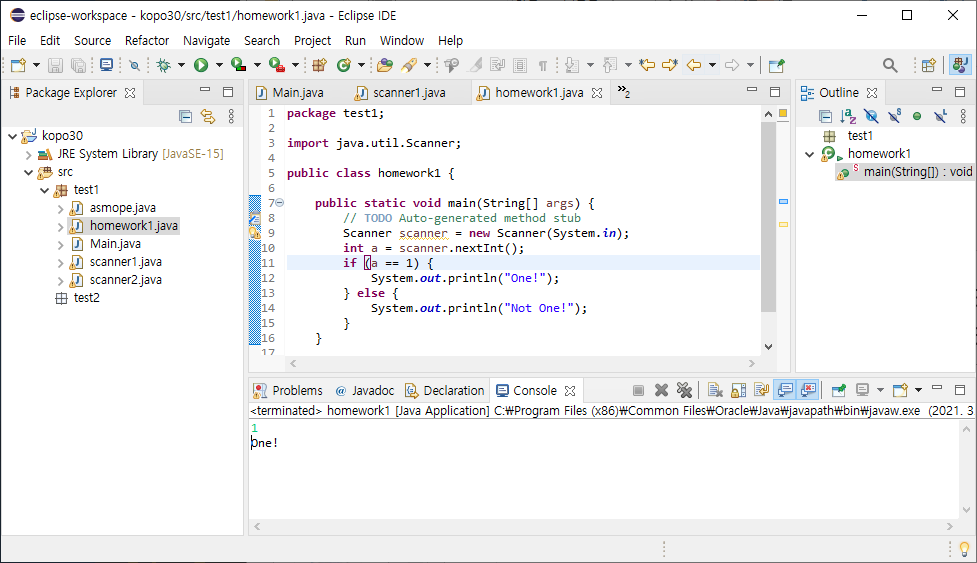 eclipse-workspace - kopo30/src/test1/homework1.java - Eclipse IDE
File Edit Source Refactor Navigate Search Project Run Window Help
Package Explorer
kopo30
JRE System Library [JavaSE-15]
src
test1
asmope.java
homework1.java
Main.java
scanner1.java
scanner2.java
test2
Main.java scanner1.java homework1.java »2
1 package test1;
2
3 import java.util.Scanner;
4
5 public class homework1 {
6
7 public static void main(String[] args) {
8 // TODO Auto-generated method stub
9 Scanner scanner = new Scanner(System.in);
10 int a = scanner.nextInt();
11 if (a == 1) {
12 System.out.println("One!");
13 } else {
14 System.out.println("Not One!");
15 }
16 }
17
Outline
test1
homework1
main(String[]) : void
Problems @ Javadoc Declaration Console
<terminated> homework1 [Java Application] C:₩Program Files (x86)₩Common Files₩Oracle₩Java₩javapath₩bin₩javaw.exe (2021. 3
1
One!